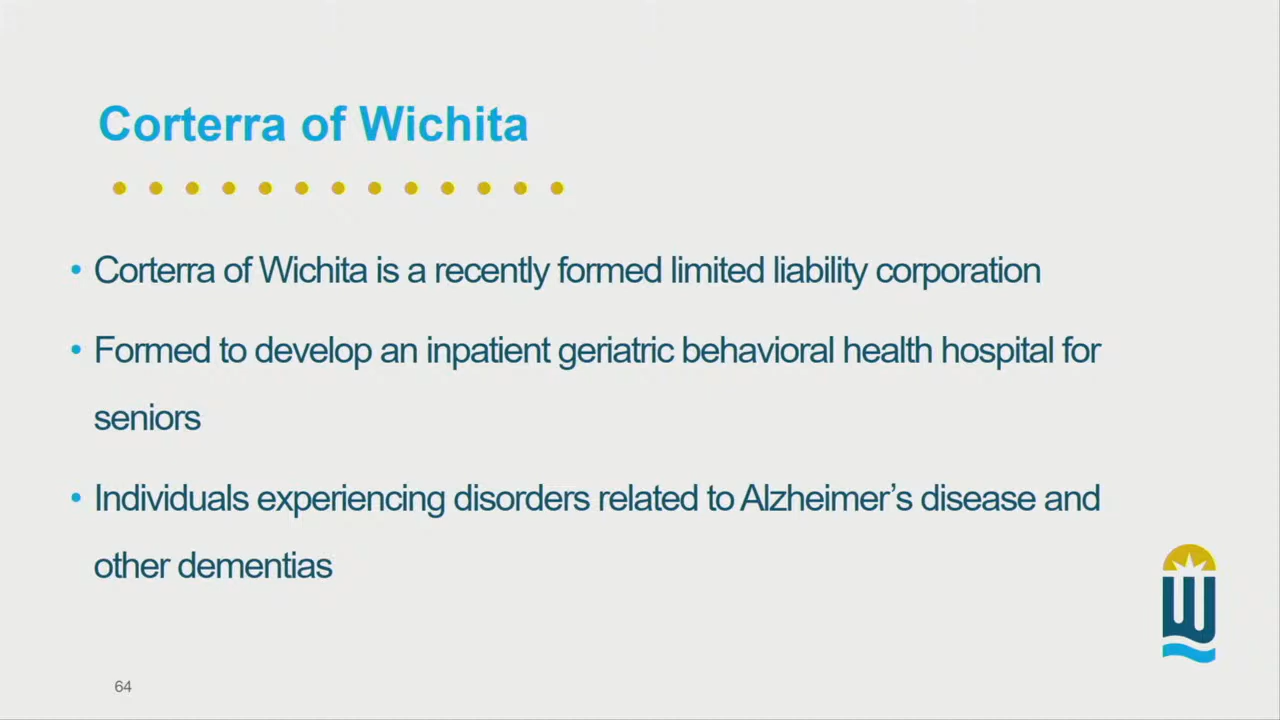 Corterra of Wichita
• Corterra of Wichita is a recently formed limited liability corporation
• Formed to develop an inpatient geriatric behavioral health hospital for
seniors
• Individuals experiencing disorders related to Alzheimer’s disease and
other dementias
W
64